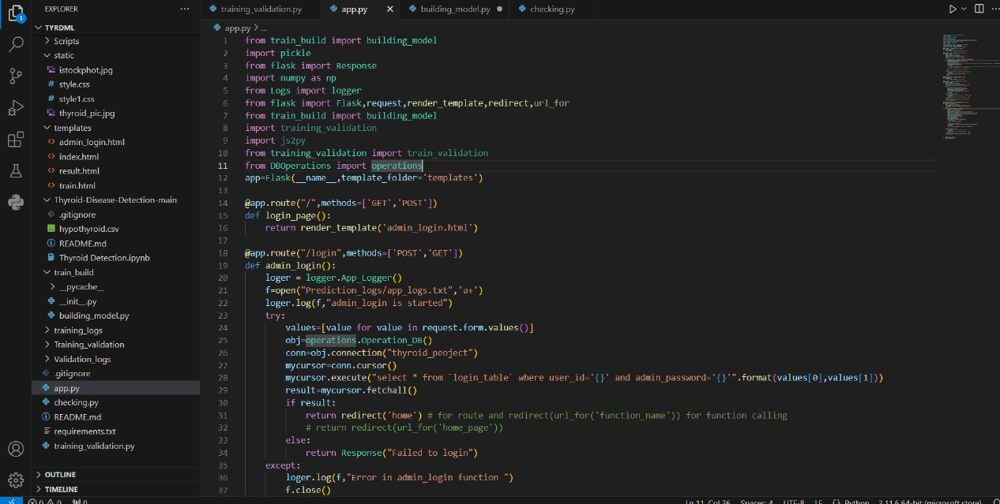 EXPLORER ...
training_validation.py app.py building_model.py checking.py
1
TYRDML
Scripts
static
istockphot.jpg
style.css
style1.css
thyroid_pic.jpg
templates
admin_login.html
index.html
result.html
train.html
Thyroid-Disease-Detection-main
.gitignore
hypothyroid.csv
README.md
Thyroid Detection.ipynb
train_build
__pycache__
__init__.py
building_model.py
training_logs
Training_validation
Validation_logs
.gitignore
app.py
checking.py
README.md
requirements.txt
training_validation.py
OUTLINE
TIMELINE
app.py > ...
1 from train_build import building_model
2 import pickle
3 from flask import Response
4 import numpy as np
5 from Logs import logger
6 from flask import Flask,request,render_template,redirect,url_for
7 from train_build import building_model
8 import training_validation
9 import js2py
10 from training_validation import train_validation
11 from DBOperations import operations
12 app=Flask(__name__,template_folder='templates')
13
14 @app.route("/",methods=['GET','POST'])
15 def login_page():
16 return render_template('admin_login.html')
17
18 @app.route("/login",methods=['POST','GET'])
19 def admin_login():
20 loger = logger.App_Logger()
21 f=open("Prediction_logs/app_logs.txt",'a+')
22 loger.log(f,"admin_login is started")
23 try:
24 values=[value for value in request.form.values()]
25 obj=operations.Operation_DB()
26 conn=obj.connection("thyroid_peoject")
27 mycursor=conn.cursor()
28 mycursor.execute("select * from `login_table` where user_id='{}' and admin_password='{}'".format(values[0],values[1]))
29 result=mycursor.fetchall()
30 if result:
31 return redirect('home') # for route and redirect(url_for('function_name')) for function calling
32 # return redirect(url_for('home_page'))
33 else:
34 return Response("Failed to login")
35 except:
36 loger.log(f,"Error in admin_login function ")
37 f.close()
0 0 0 Ln 11, Col 36 Spaces: 4 UTF-8 LF {} Python 3.11.6 64-bit (microsoft store)